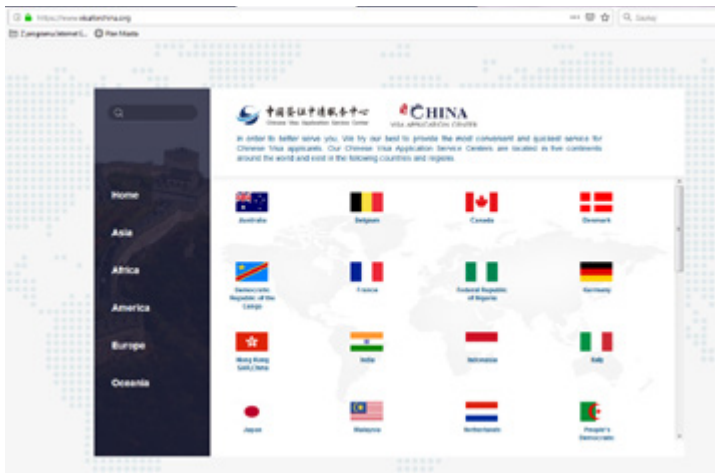 https://www.visaforchina.org
Szukaj
中国签证申请服务中心
Chinese Visa Application Service Center
CHINA
VISA APPLICATION CENTER
In order to better serve you, We try our best to provide the most convenient and quickest service for
Chinese Visa applicants. Our Chinese Visa Application Service Centers are located in five continents
around the world and exist in the following countries and regions
Home
Asia
Africa
America
Europe
Oceania
Australia
Belgium
Canada
Denmark
Democratic
Republic of the
Congo
France
Federal Republic
of Nigeria
Germany
Hong Kong
SAR,China
India
Indonesia
Italy
Japan
Malaysia
Netherlands
People's
Democratic